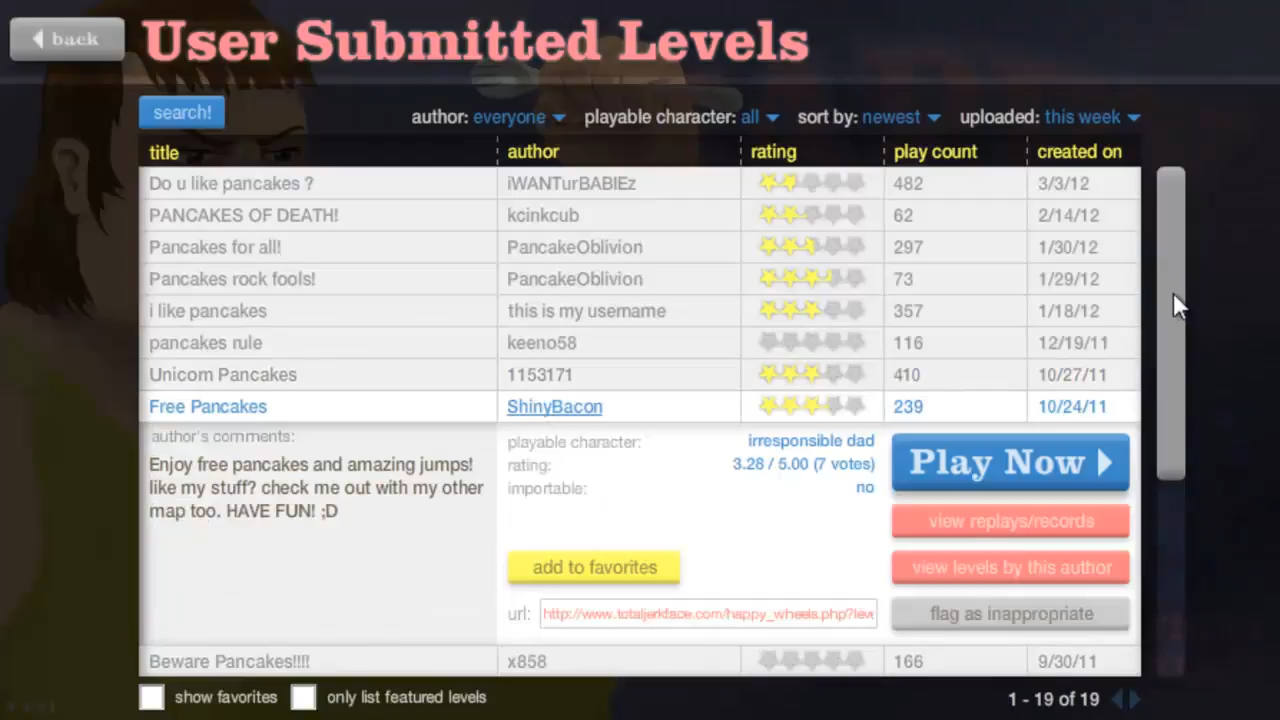 back
User Submitted Levels
search!
author: everyone playable character: all sort by: newest uploaded: this week
title author rating play count created on
Do u like pancakes ? iWANTurBABIEz 482 3/3/12
PANCAKES OF DEATH! kcinkcub 62 2/14/12
Pancakes for all! PancakeOblivion 297 1/30/12
Pancakes rock fools! PancakeOblivion 73 1/29/12
i like pancakes this is my username 357 1/18/12
pancakes rule keeno58 116 12/19/11
Unicorn Pancakes 1153171 410 10/27/11
Free Pancakes ShinyBacon 239 10/24/11
author's comments:
Enjoy free pancakes and amazing jumps!
like my stuff? check me out with my other
map too. HAVE FUN! ;D
playable character: irresponsible dad
rating: 3.28 / 5.00 (7 votes)
importable: no
Play Now
view replays/records
add to favorites
view levels by this author
url: http://www.totaljerkface.com/happy_wheels.php?lev
flag as inappropriate
Beware Pancakes!!!! x858 166 9/30/11
show favorites only list featured levels
1 - 19 of 19